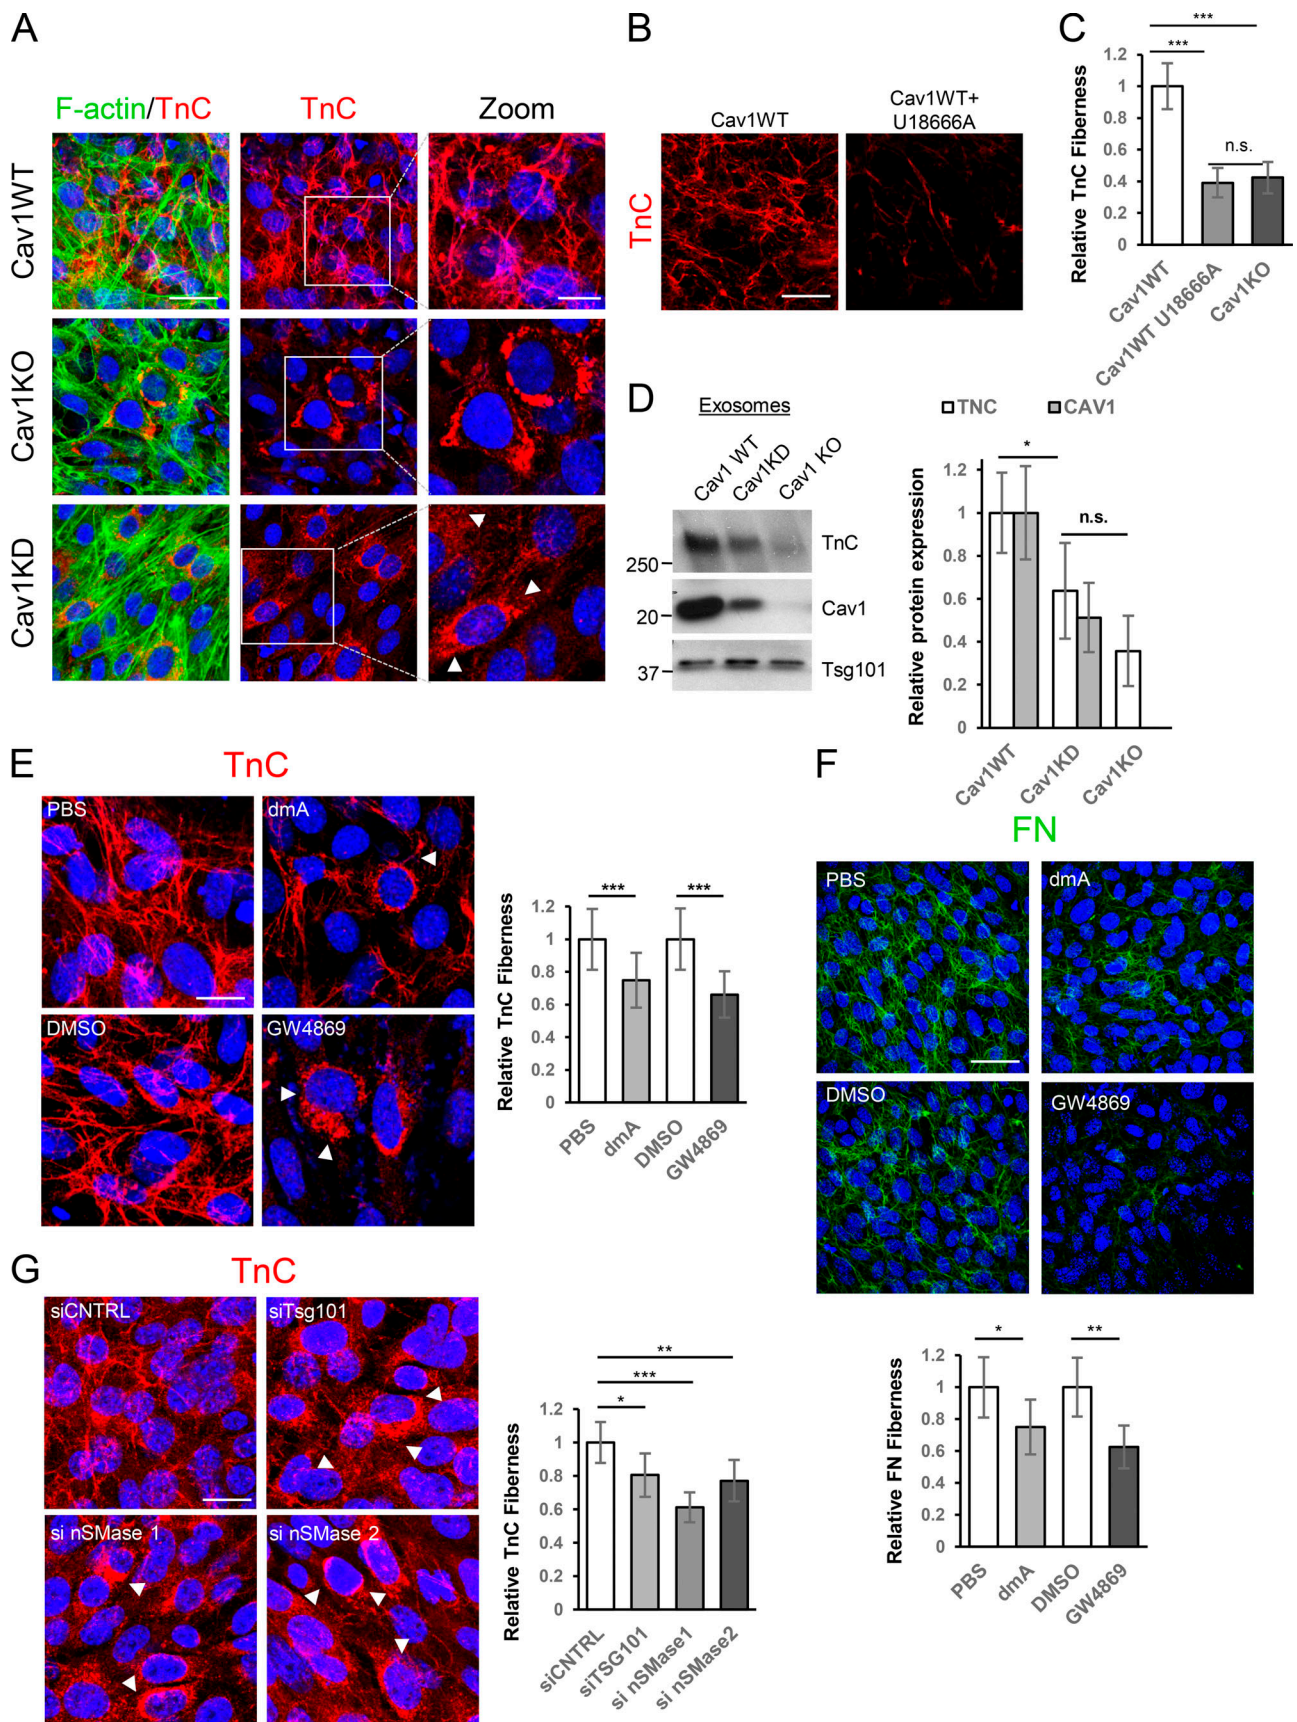 A
F-actin/TnC
TnC
Zoom
Cav1WT
Cav1KO
Cav1KD
B
Cav1WT
Cav1WT+
U18666A
TnC
C
Relative TnC Fiberness
***
***
n.s.
1.2
1
0.8
0.6
0.4
0.2
0
Cav1WT
Cav1WT U18666A
Cav1KO
D
Exosomes
Cav1 WT
Cav1KD
Cav1 KO
250
TnC
20
Cav1
37
Tsg101
TNC
CAV1
Relative protein expression
*
n.s.
1.2
1
0.8
0.6
0.4
0.2
0
Cav1WT
Cav1KD
Cav1KO
E
TnC
PBS
dmA
DMSO
GW4869
Relative TnC Fiberness
***
***
1.2
1
0.8
0.6
0.4
0.2
0
PBS
dmA
DMSO
GW4869
F
FN
PBS
dmA
DMSO
GW4869
Relative FN Fiberness
*
**
1.2
1
0.8
0.6
0.4
0.2
0
PBS
dmA
DMSO
GW4869
G
TnC
siCNTRL
siTsg101
si nSMase 1
si nSMase 2
Relative TnC Fiberness
**
***
*
1.2
1
0.8
0.6
0.4
0.2
0
siCNTRL
siTSG101
si nSMase1
si nSMase2